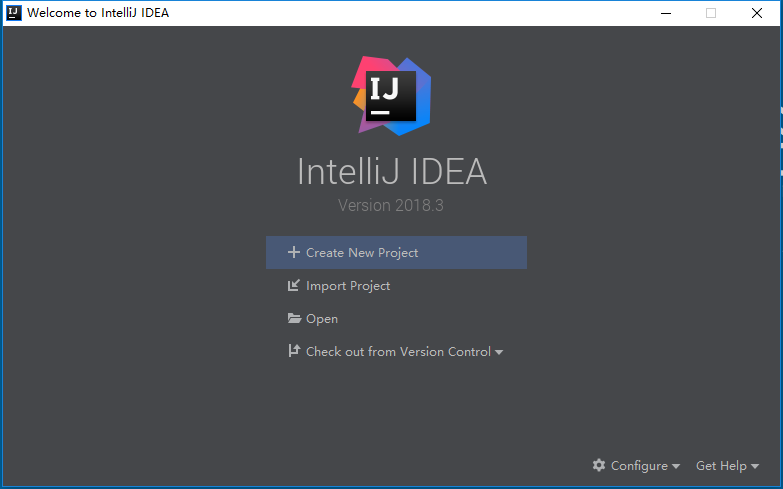 Welcome to IntelliJ IDEA
IJ
IntelliJ IDEA
Version 2018.3
Create New Project
Import Project
Open
Check out from Version Control
Configure
Get Help